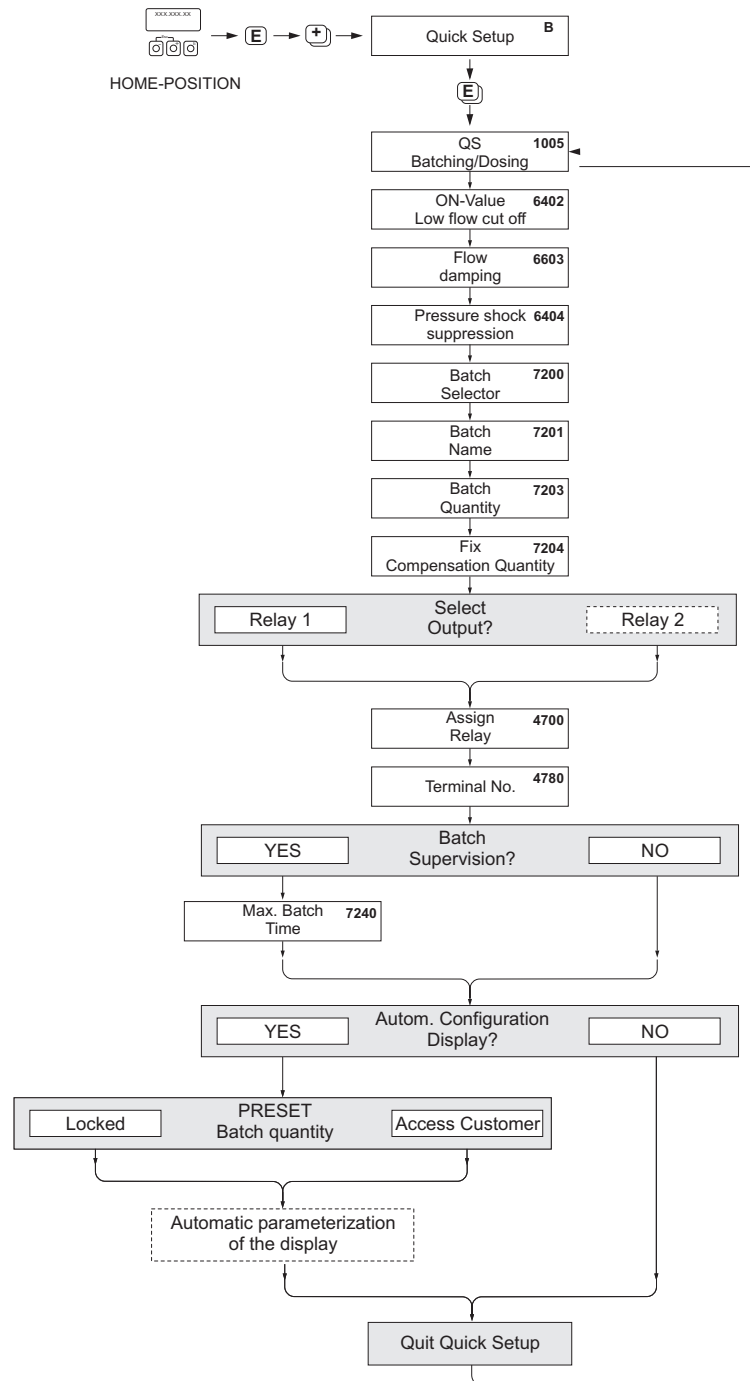 XXX.XXX.XX
Esc
E
+
-
Quick Setup
B
HOME-POSITION
E
QS
1005
Batching/Dosing
ON-Value
6402
Low flow cut off
Flow
6603
damping
Pressure shock
6404
suppression
Batch
7200
Selector
Batch
7201
Name
Batch
7203
Quantity
Fix
7204
Compensation Quantity
Relay 1
Select
Output?
Relay 2
Assign
4700
Relay
Terminal No.
4780
YES
Batch
Supervision?
NO
Max. Batch
7240
Time
YES
Autom. Configuration
Display?
NO
Locked
PRESET
Batch quantity
Access Customer
Automatic parameterization
of the display
Quit Quick Setup